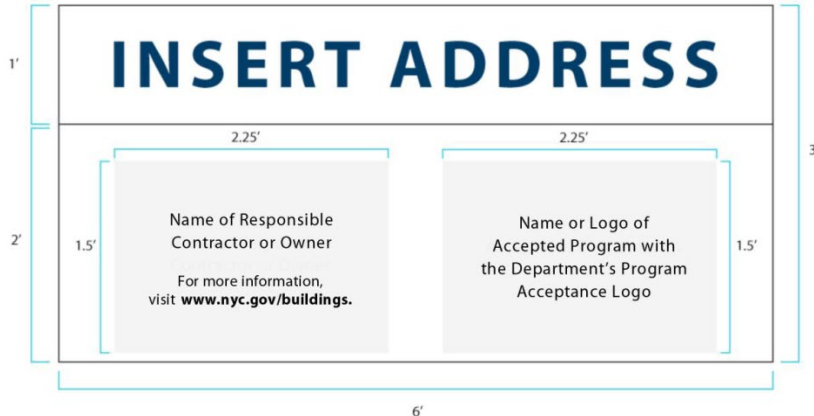 1'
INSERT ADDRESS
2.25'
2.25'
2'
1.5'
Name of Responsible
Contractor or Owner
For more information,
visit www.nyc.gov/buildings.
Name or Logo of
Accepted Program with
the Department's Program
Acceptance Logo
1.5'
3
6'